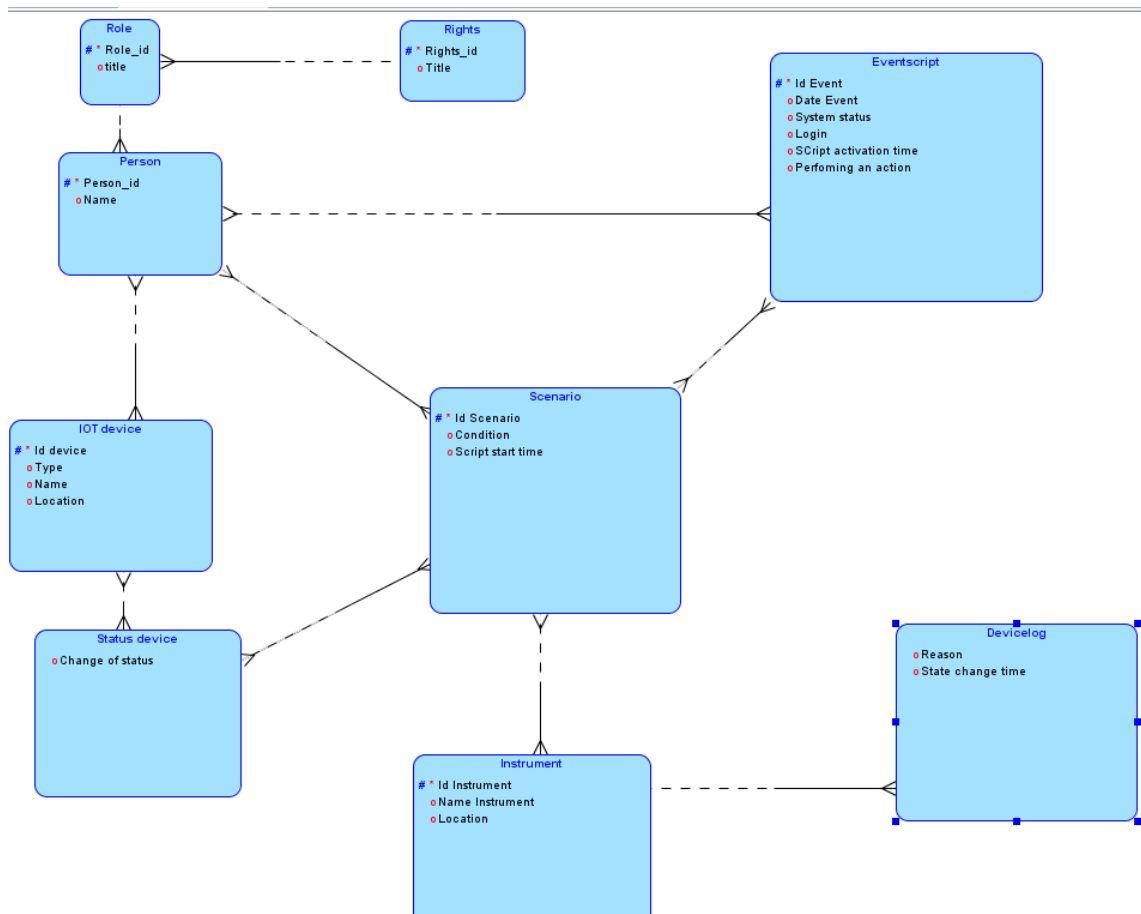 Role
# * Role_id
o title
Rights
# * Rights_id
o Title
Eventscript
# * Id Event
o Date Event
o System status
o Login
o SCript activation time
o Perfoming an action
Person
# * Person_id
o Name
IOT device
# * Id device
o Type
o Name
o Location
Scenario
# * Id Scenario
o Condition
o Script start time
Status device
o Change of status
Devicelog
o Reason
o State change time
Instrument
# * Id Instrument
o Name Instrument
o Location